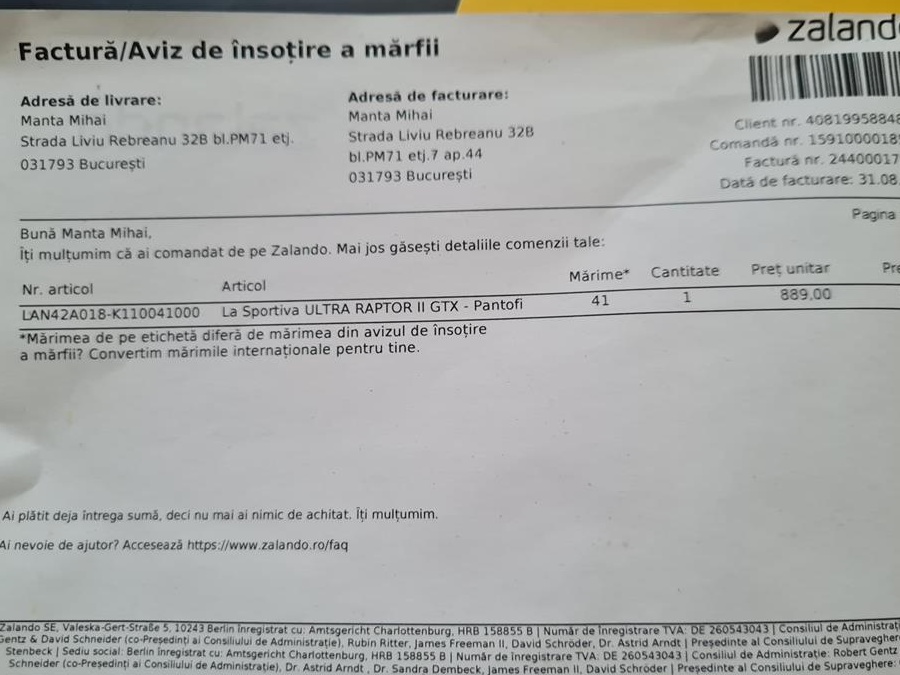 zalando
Factură/Aviz de însoțire a mărfii
Adresă de livrare:
Manta Mihai
Strada Liviu Rebreanu 32B bl.PM71 etj.
031793 București
Adresă de facturare:
Manta Mihai
Strada Liviu Rebreanu 32B
bl.PM71 etj.7 ap.44
031793 București
Client nr. 4081995884
Comandă nr. 159100018
Factură nr. 24400017
Dată de facturare: 31.08
Pagina
Bună Manta Mihai,
Îți mulțumim că ai comandat de pe Zalando. Mai jos găsești detaliile comenzii tale:
Nr. articol Articol Mărime* Cantitate Preț unitar
LAN42A018-K110041000 La Sportiva ULTRA RAPTOR II GTX - Pantofi 41 1 889,00
*Mărimea de pe etichetă diferă de mărimea din avizul de însoțire
a mărfii? Convertim mărimile internaționale pentru tine.
Ai plătit deja întrega sumă, deci nu mai ai nimic de achitat. Îți mulțumim.
Ai nevoie de ajutor? Accesează https://www.zalando.ro/faq
Zalando SE, Valeska-Gert-Straße 5, 10243 Berlin Înregistrat cu: Amtsgericht Charlottenburg, HRB 158855 B | Număr de înregistrare TVA: DE 260543043 | Consiliul de Administrați
Gentz & David Schneider (co-Președinți ai Consiliului de Administrație), Rubin Ritter, James Freeman II, David Schröder, Dr. Astrid Arndt | Președinte al Consiliului de Supraveghere
Stenbeck | Sediu social: Berlin Înregistrat cu: Amtsgericht Charlottenburg, HRB 158855 B | Număr de înregistrare TVA: DE 260543043 | Consiliul de Administrație: Robert Gentz
Schneider (co-Președinți ai Consiliului de Administrație), Dr. Astrid Arndt , Dr. Sandra Dembeck, James Freeman II, David Schröder | Președinte al Consiliului de Supraveghere: